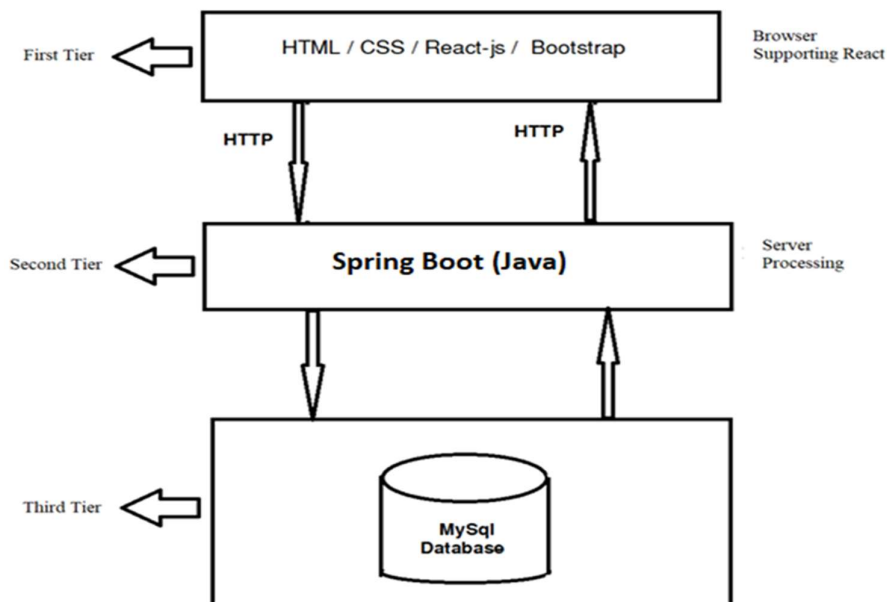 First Tier
HTML / CSS / React-js / Bootstrap
Browser
Supporting React
HTTP
HTTP
Second Tier
Spring Boot (Java)
Server
Processing
Third Tier
MySql
Database